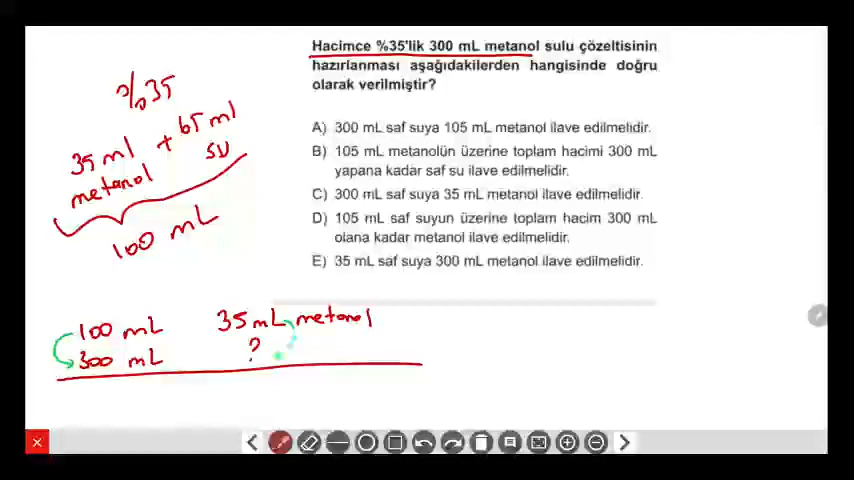 Hacimce %35'lik 300 mL metanol sulu çözeltisinin
hazırlanması aşağıdakilerden hangisinde doğru
olarak verilmiştir?
A) 300 mL saf suya 105 mL metanol ilave edilmelidir.
B) 105 mL metanolün üzerine toplam hacimi 300 mL
yapana kadar saf su ilave edilmelidir.
C) 300 mL saf suya 35 mL metanol ilave edilmelidir.
D) 105 mL saf suyun üzerine toplam hacim 300 mL
olana kadar metanol ilave edilmelidir.
E) 35 mL saf suya 300 mL metanol ilave edilmelidir.
%35
35 ml + 65 ml
metanol su
100 mL
100 mL 35 mL metanol
300 mL ?